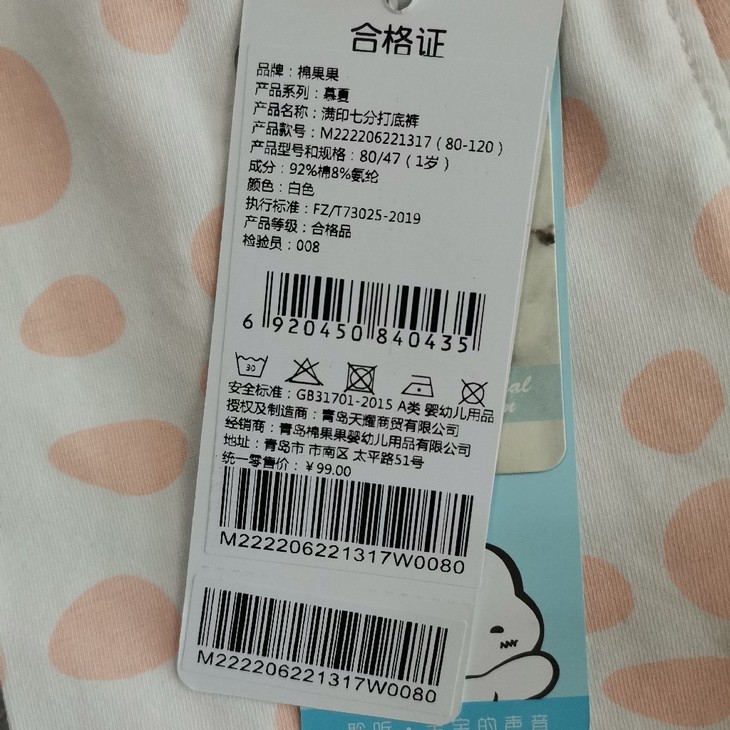 合格证
品牌：棉果果
产品系列：慕夏
产品名称：满印七分打底裤
产品款号：M222206221317（80-120）
产品型号和规格：80/47（1岁）
成分：92%棉8%氨纶
颜色：白色
执行标准：FZ/T73025-2019
产品等级：合格品
检验员：008
6 920450 840435
30
安全标准：GB31701-2015 A类 婴幼儿用品
授权及制造商：青岛天耀商贸有限公司
经销商：青岛棉果果婴幼儿用品有限公司
地址：青岛市 市南区 太平路51号
统一零售价：￥99.00
M222206221317W0080
M222206221317W0080
的声音